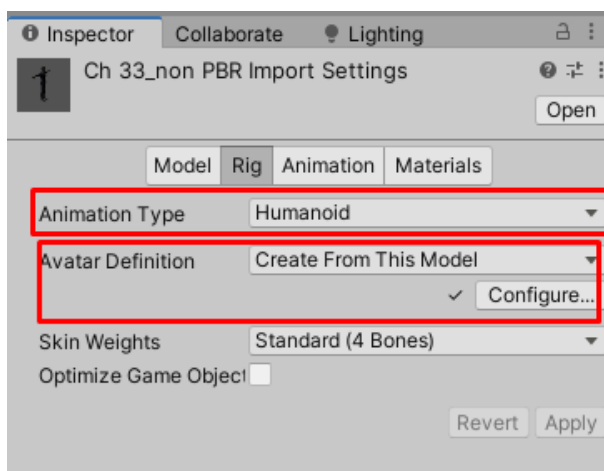 Inspector Collaborate Lighting
Ch 33_non PBR Import Settings
Open
Model Rig Animation Materials
Animation Type Humanoid
Avatar Definition Create From This Model
Configure...
Skin Weights Standard (4 Bones)
Optimize Game Object
Revert Apply